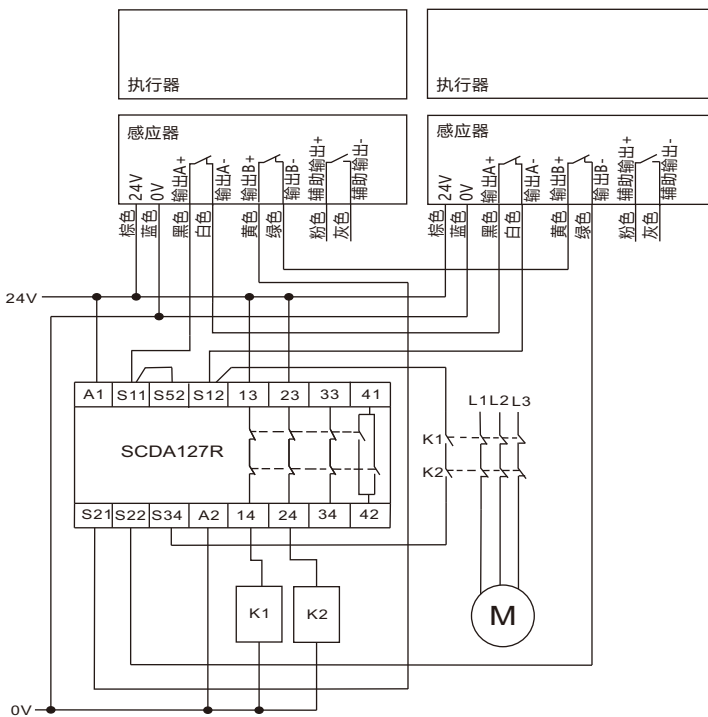 执行器
执行器
感应器
感应器
24V
0V
输出A+
输出A-
输出B+
输出B-
辅助输出+
辅助输出-
24V
0V
输出A+
输出A-
输出B+
输出B-
辅助输出+
辅助输出-
棕色
蓝色
黑色
白色
黄色
绿色
粉色
灰色
棕色
蓝色
黑色
白色
黄色
绿色
粉色
灰色
24V
A1
S11
S52
S12
13
23
33
41
L1
L2
L3
K1
K2
SCDA127R
S21
S22
S34
A2
14
24
34
42
K1
K2
M
0V